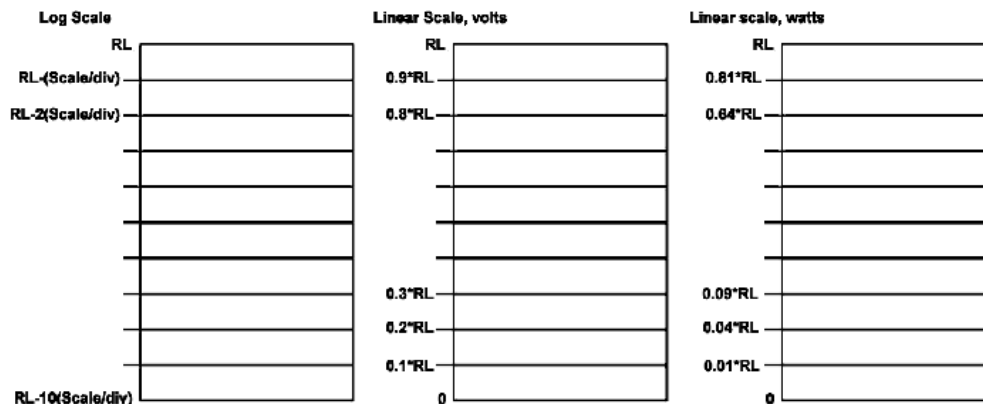 Log Scale
RL
RL-(Scale/div)
RL-2(Scale/div)
RL-10(Scale/div)
Linear Scale, volts
RL
0.9*RL
0.8*RL
0.3*RL
0.2*RL
0.1*RL
0
Linear scale, watts
RL
0.81*RL
0.64*RL
0.09*RL
0.04*RL
0.01*RL
0